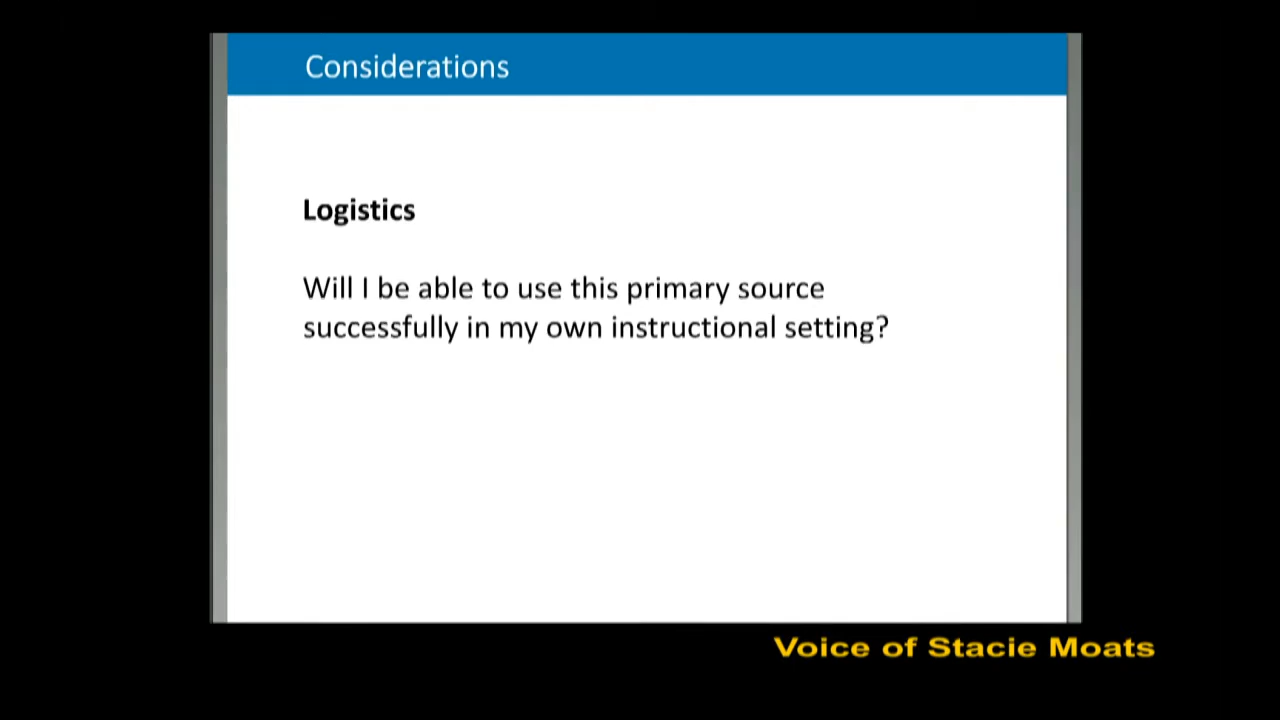 Considerations
Logistics
Will I be able to use this primary source
successfully in my own instructional setting?
Voice of Stacie Moats